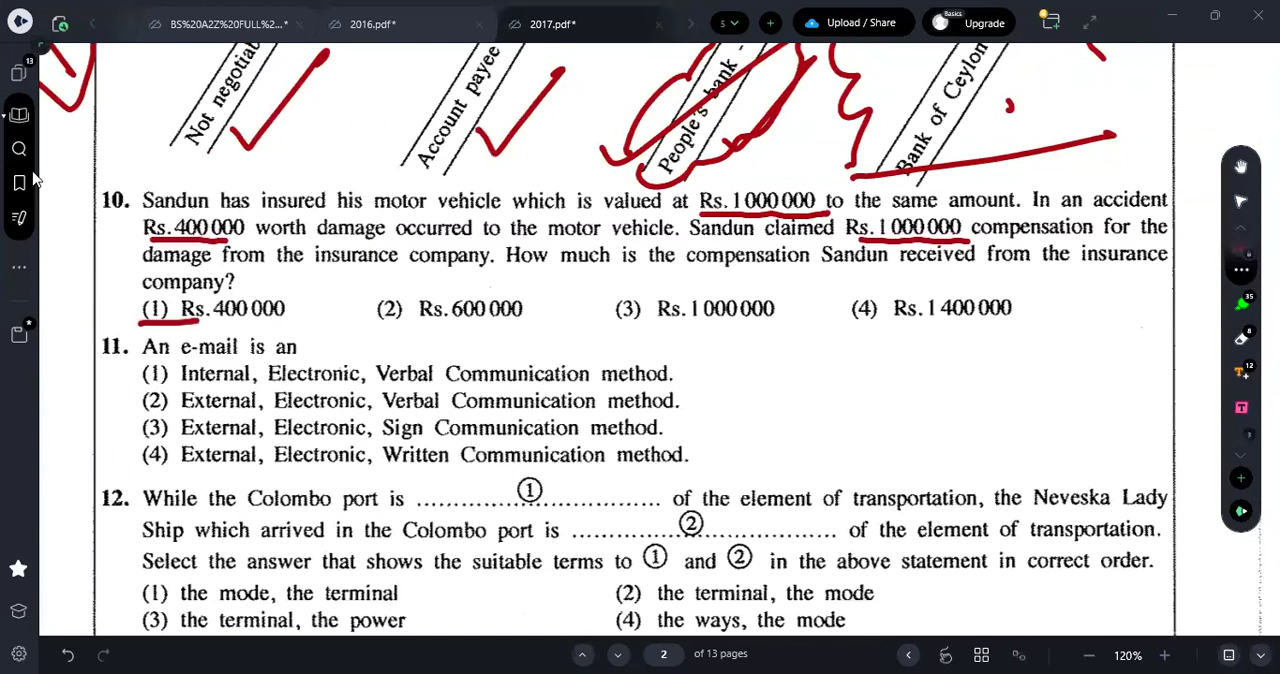 BS%20A2Z%20FULL%2...*
2016.pdf*
2017.pdf*
5
Upload / Share
Basics
Upgrade
13
Not negotiab
Account payee
People's bank -
Bank of Ceylon
10. Sandun has insured his motor vehicle which is valued at Rs. 1 000 000 to the same amount. In an accident
Rs. 400 000 worth damage occurred to the motor vehicle. Sandun claimed Rs. 1 000 000 compensation for the
damage from the insurance company. How much is the compensation Sandun received from the insurance
company?
(1) Rs. 400 000 (2) Rs. 600 000 (3) Rs. 1 000 000 (4) Rs. 1 400 000
11. An e-mail is an
(1) Internal, Electronic, Verbal Communication method.
(2) External, Electronic, Verbal Communication method.
(3) External, Electronic, Sign Communication method.
(4) External, Electronic, Written Communication method.
12. While the Colombo port is ............①............ of the element of transportation, the Neveska Lady
Ship which arrived in the Colombo port is ............②............ of the element of transportation.
Select the answer that shows the suitable terms to ① and ② in the above statement in correct order.
(1) the mode, the terminal (2) the terminal, the mode
(3) the terminal, the power (4) the ways, the mode
35
8
12
T
2 of 13 pages
120%